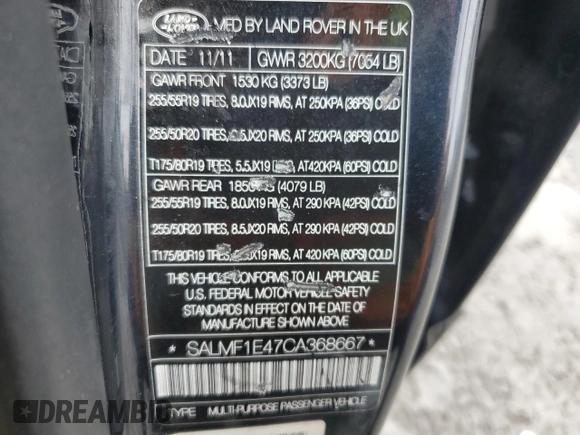 LAND ROVER MFD BY LAND ROVER IN THE UK
DATE 11/11 GWWR 3200KG (7054 LB)
GAWR FRONT 1530 KG (3373 LB)
255/55R19 TIRES, 8.0JX19 RIMS, AT 250KPA (36PSI) COLD
255/50R20 TIRES, JX20 RIMS, AT 250KPA (36PSI) COLD
T175/80R19 TIRES, 5.5JX19 AT420KPA (60PSI) COLD
GAWR REAR (4079 LB)
255/55R19 TIRES, 8.0JX19 RIMS, AT 290 KPA (42PSI) COLD
255/50R20 TIRES, 8.5JX20 RIMS, AT 290 KPA (42PSI) COLD
T175/80R19 TIRES, RIMS, AT 420 KPA (60PSI) COLD
THIS VEHICLE CONFORMS TO ALL APPLICABLE
U.S. FEDERAL MOTOR VEHICLE SAFETY
STANDARDS IN EFFECT ON THE DATE OF
MANUFACTURE SHOWN ABOVE.
* SALMF1E47CA368667 *
TYPE MULTI-PURPOSE PASSENGER VEHICLE
DREAMBID